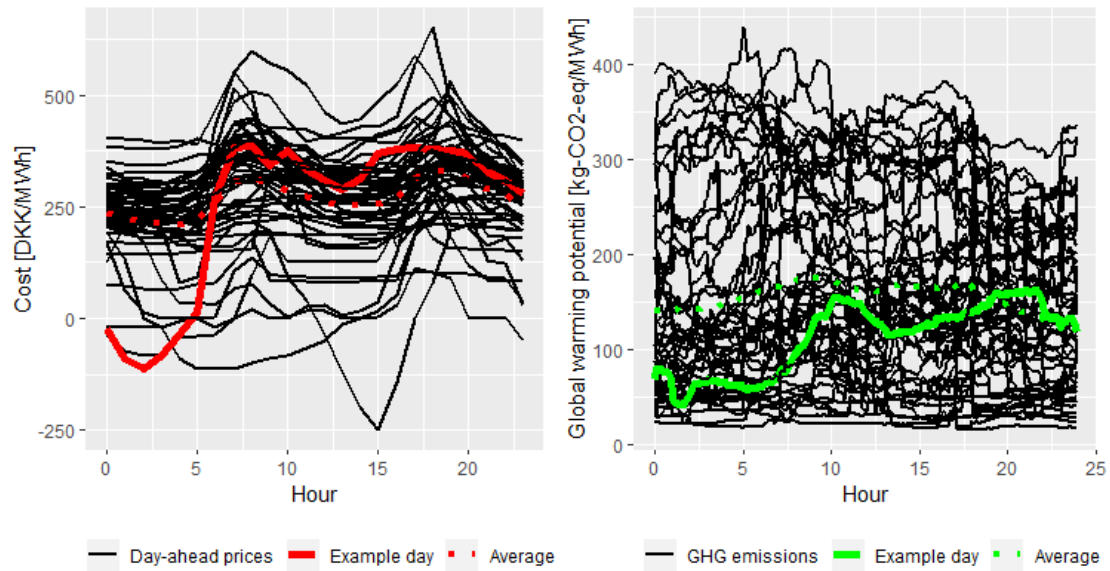 Cost [DKK/MWh]
500
250
0
-250
0
5
10
15
20
Hour
Day-ahead prices
Example day
Average
Global warming potential [kg-CO2-eq/MWh]
400
300
200
100
0
0
5
10
15
20
25
Hour
GHG emissions
Example day
Average